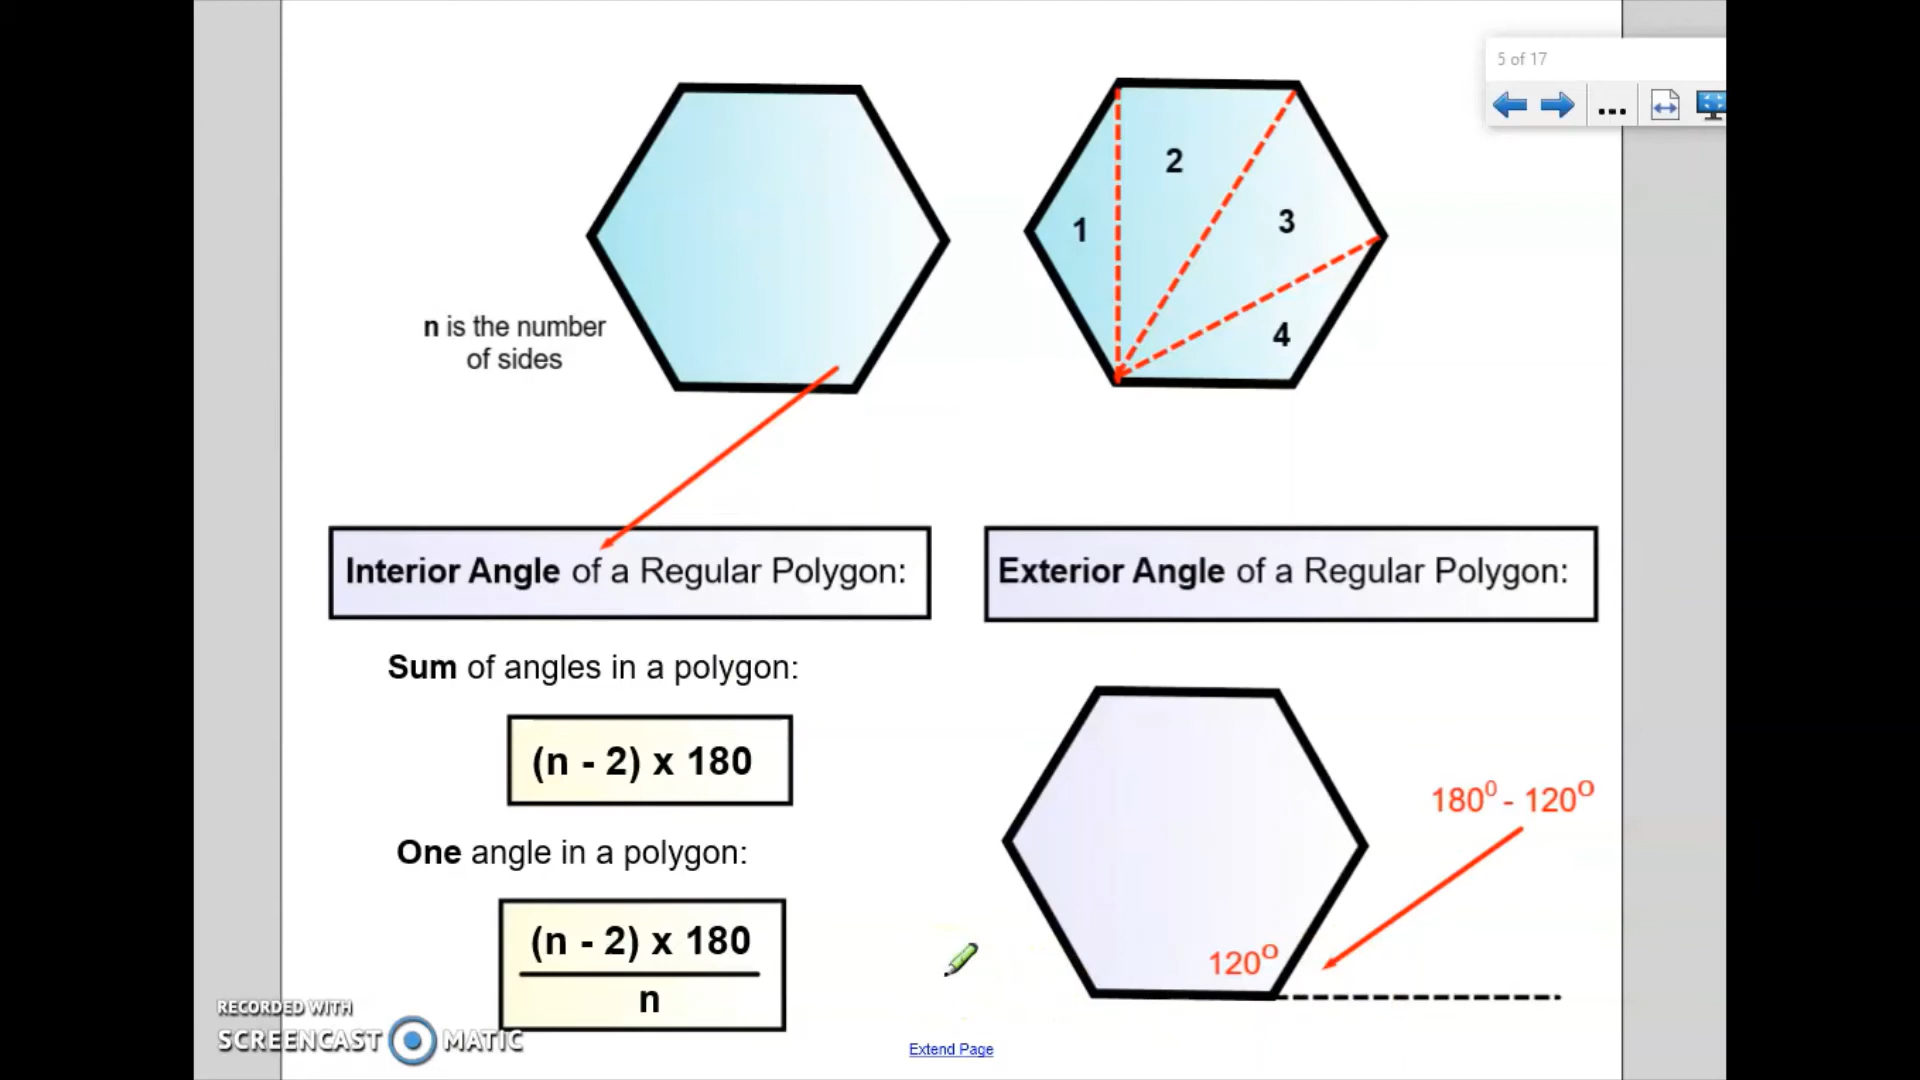 5 of 17
2
3
1
4
n is the number
of sides
Interior Angle of a Regular Polygon:
Exterior Angle of a Regular Polygon:
Sum of angles in a polygon:
(n - 2) x 180
180⁰ - 120⁰
One angle in a polygon:
(n - 2) x 180
n
120⁰
RECORDED WITH
SCREENCAST MATIC
Extend Page